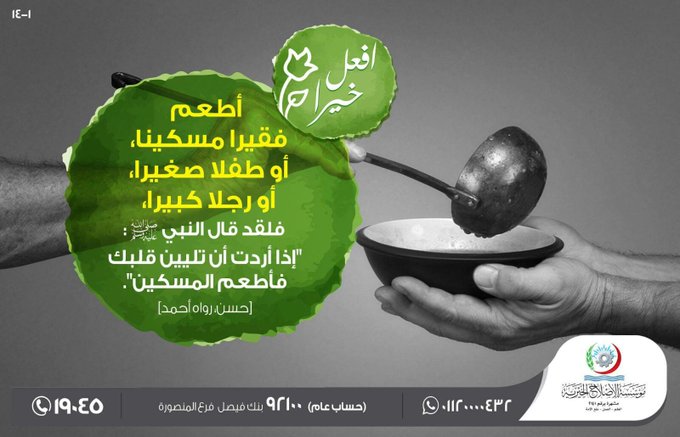 ١-١٤
افعل
خيرا
أطعم
فقيرا مسكينا،
أو طفلا صغيرا،
أو رجلا كبيرا،
فلقد قال النبي ﷺ :
"إذا أردت أن تليين قلبك
فأطعم المسكين".
[حسن، رواه أحمد]
مؤسسة الإصلاح الخيرية
١٩٠٤٥
(حساب عام) ٩٢١٠٠ بنك فيصل فرع المنصورة
٠١١٢٠٠٠٠٤٣٢